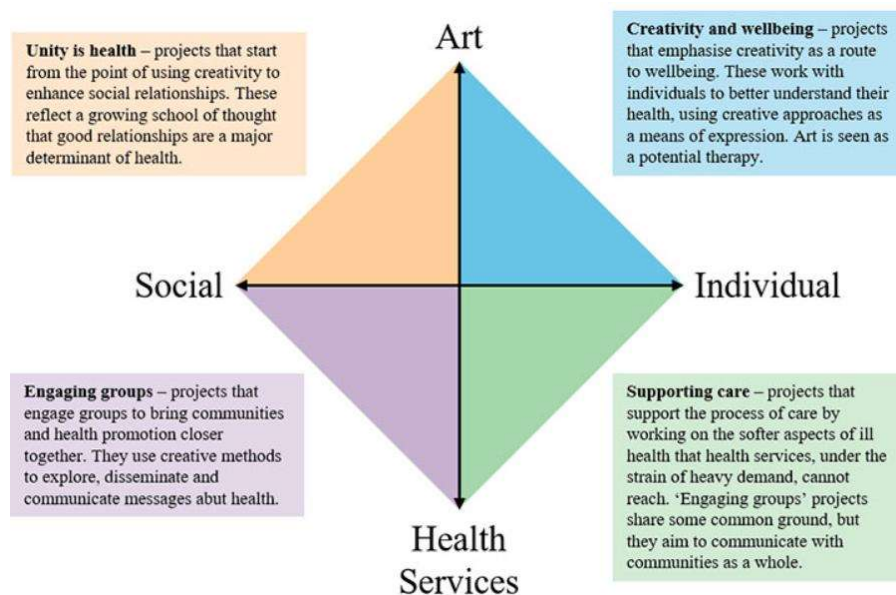 Art
Unity is health – projects that start
from the point of using creativity to
enhance social relationships. These
reflect a growing school of thought
that good relationships are a major
determinant of health.
Creativity and wellbeing – projects
that emphasise creativity as a route
to wellbeing. These work with
individuals to better understand their
health, using creative approaches as
a means of expression. Art is seen as
a potential therapy.
Social
Individual
Engaging groups – projects that
engage groups to bring communities
and health promotion closer
together. They use creative methods
to explore, disseminate and
communicate messages abut health.
Supporting care – projects that
support the process of care by
working on the softer aspects of ill
health that health services, under the
strain of heavy demand, cannot
reach. ‘Engaging groups’ projects
share some common ground, but
they aim to communicate with
communities as a whole.
Health
Services